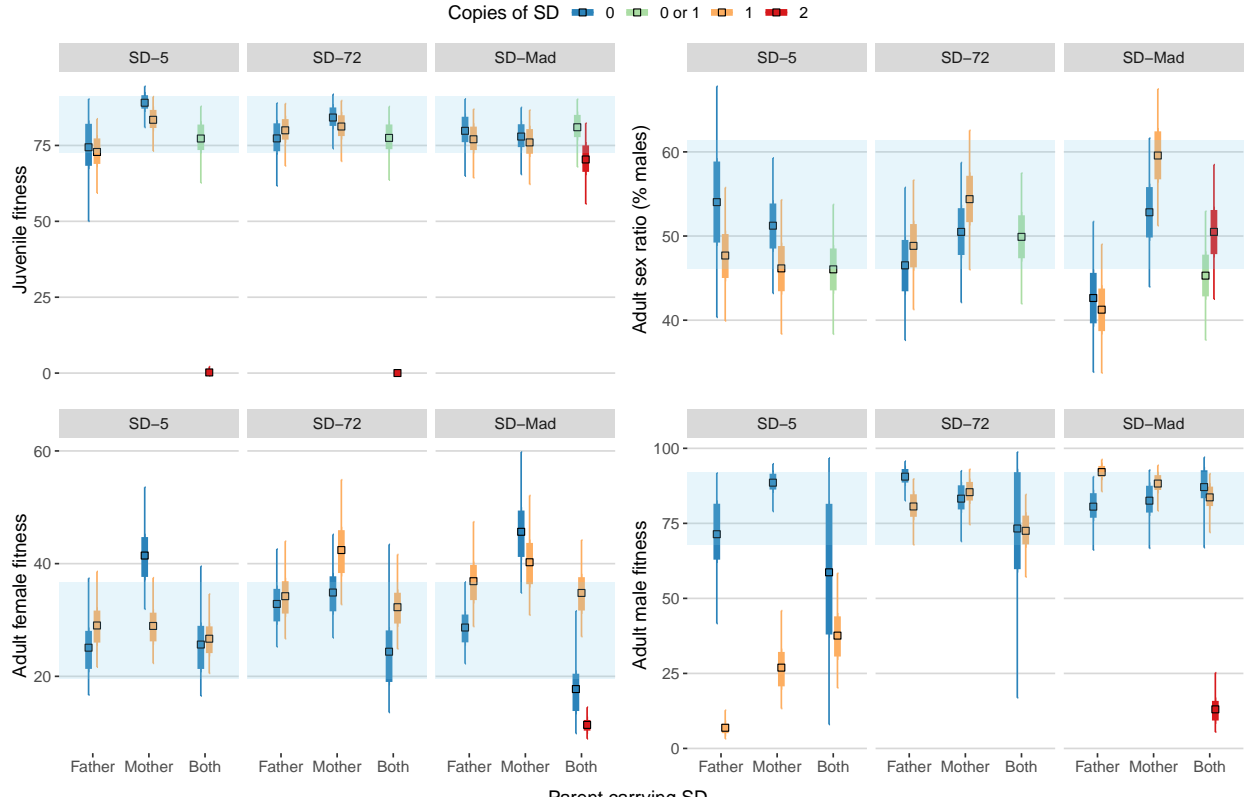 Copies of SD 0 0 or 1 1 2
SD−5 SD−72 SD−Mad
Juvenile fitness
75
50
25
0
SD−5 SD−72 SD−Mad
Adult sex ratio (% males)
60
50
40
SD−5 SD−72 SD−Mad
Adult female fitness
60
40
20
Father Mother Both Father Mother Both Father Mother Both
SD−5 SD−72 SD−Mad
Adult male fitness
100
75
50
25
0
Father Mother Both Father Mother Both Father Mother Both
Parent carrying SD